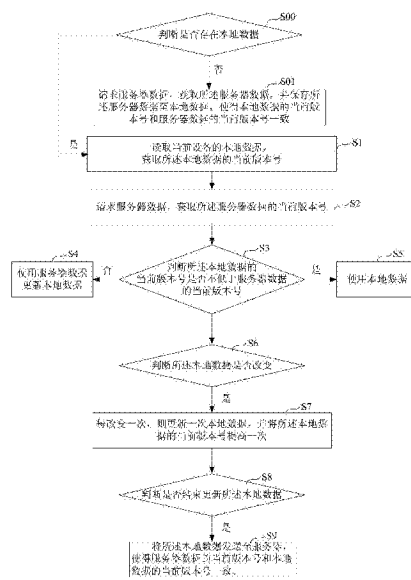 S00
判断是否存在本地数据
否
S01
请求服务器数据，获取所述服务器数据，并保存所
述服务器数据至本地数据，使得本地数据的当前版
本号和服务器数据的当前版本号一致
是
S1
读取当前设备的本地数据，
获取所述本地数据的当前版本号
请求服务器数据，获取所述服务器数据的当前版本号
S2
S3
判断所述本地数据的
当前版本号是否不低于服务器数据
的当前版本号
S4
否
使用服务器数据
更新本地数据
是
S5
使用本地数据
S6
判断所述本地数据是否改变
是
S7
每改变一次，则更新一次本地数据，并将所述本地数
据的当前版本号提高一次
S8
判断是否结束更新所述本地数据
是
S9
将所述本地数据发送至服务器，
使得服务器数据的当前版本号和本地
数据的当前版本号一致。